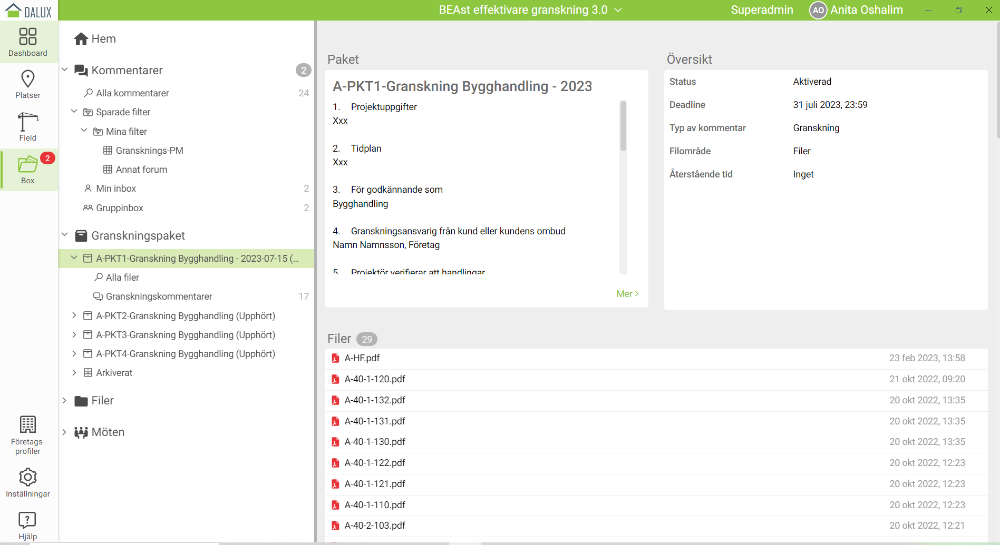 DALUX
BEAst effektivare granskning 3.0
Superadmin
AO Anita Oshalim
Dashboard
Platser
Field
2
Box
Företags-
profiler
Inställningar
Hjälp
Hem
Kommentarer 2
Alla kommentarer 24
Sparade filter
Mina filter
Gransknings-PM
Annat forum
Min inbox 2
Gruppinbox 2
Granskningspaket
A-PKT1-Granskning Bygghandling - 2023-07-15 (...
Alla filer
Granskningskommentarer 17
A-PKT2-Granskning Bygghandling (Upphört)
A-PKT3-Granskning Bygghandling (Upphört)
A-PKT4-Granskning Bygghandling (Upphört)
Arkiverat
Filer
Möten
Paket
A-PKT1-Granskning Bygghandling - 2023
1. Projektuppgifter
Xxx
2. Tidplan
Xxx
3. För godkännande som
Bygghandling
4. Granskningsansvarig från kund eller kundens ombud
Namn Namnsson, Företag
5. Projektör verifierar att handlingar
Mer
Översikt
Status Aktiverad
Deadline 31 juli 2023, 23:59
Typ av kommentar Granskning
Filområde Filer
Återstående tid Inget
Filer 29
A-HF.pdf 23 feb 2023, 13:58
A-40-1-120.pdf 21 okt 2022, 09:20
A-40-1-132.pdf 20 okt 2022, 13:35
A-40-1-131.pdf 20 okt 2022, 13:35
A-40-1-130.pdf 20 okt 2022, 13:35
A-40-1-122.pdf 20 okt 2022, 12:23
A-40-1-121.pdf 20 okt 2022, 12:23
A-40-1-110.pdf 20 okt 2022, 12:23
A-40-2-103.pdf 20 okt 2022, 12:21